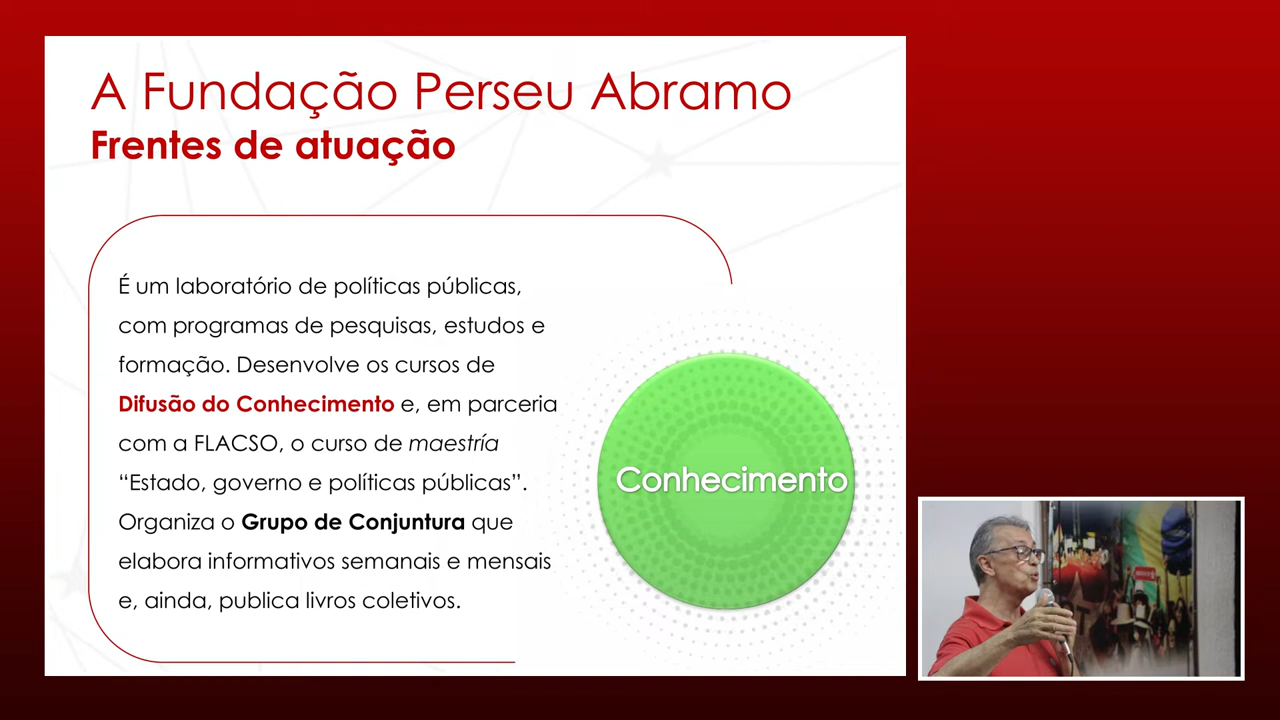 A Fundação Perseu Abramo
Frentes de atuação
É um laboratório de políticas públicas,
com programas de pesquisas, estudos e
formação. Desenvolve os cursos de
Difusão do Conhecimento e, em parceria
com a FLACSO, o curso de maestría
“Estado, governo e políticas públicas”.
Organiza o Grupo de Conjuntura que
elabora informativos semanais e mensais
e, ainda, publica livros coletivos.
Conhecimento